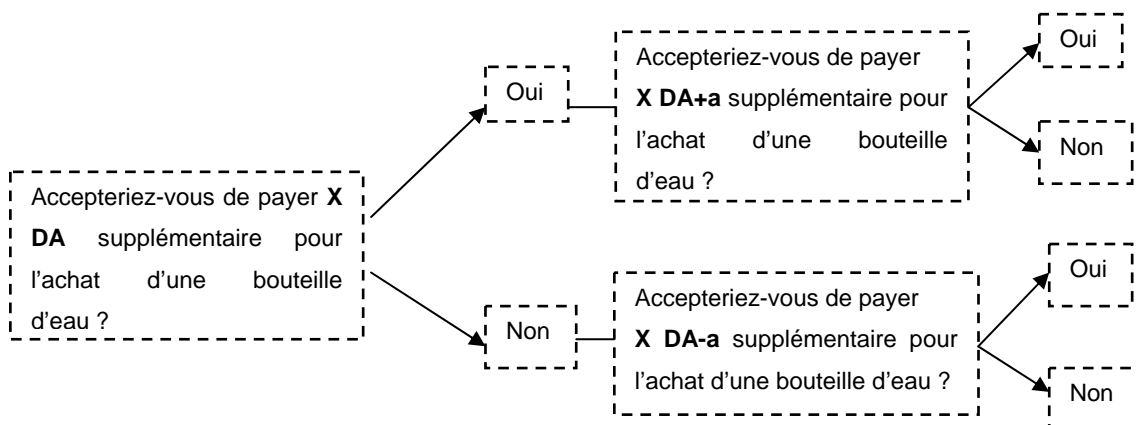 Accepteriez-vous de payer X
DA supplémentaire pour
l'achat d'une bouteille
d'eau ?
Oui
Accepteriez-vous de payer
X DA+a supplémentaire pour
l'achat d'une bouteille
d'eau ?
Oui
Non
Non
Accepteriez-vous de payer
X DA-a supplémentaire pour
l'achat d'une bouteille d'eau ?
Oui
Non